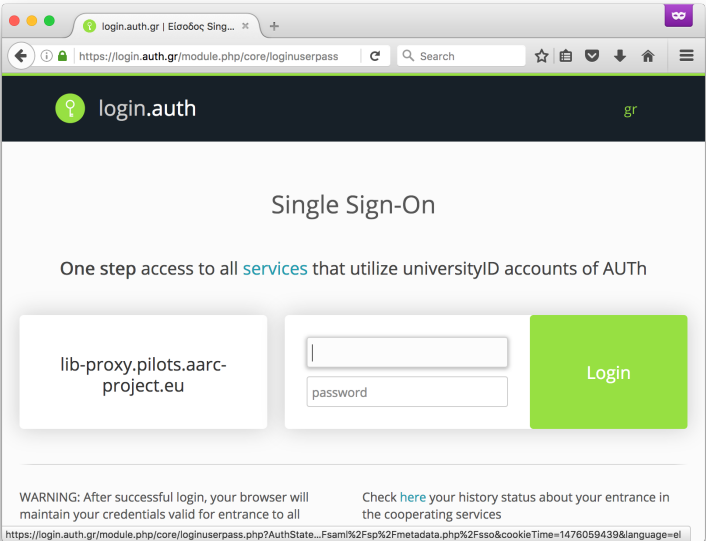 login.auth.gr | Είσοδος Sing...
https://login.auth.gr/module.php/core/loginuserpass
Search
login.auth
gr
Single Sign-On
One step access to all services that utilize universityID accounts of AUTh
lib-proxy.pilots.aarc-
project.eu
password
Login
WARNING: After successful login, your browser will
maintain your credentials valid for entrance to all
Check here your history status about your entrance in
the cooperating services
https://login.auth.gr/module.php/core/loginuserpass.php?AuthState...Fsaml%2Fsp%2Fmetadata.php%2Fsso&cookieTime=1476059439&language=el